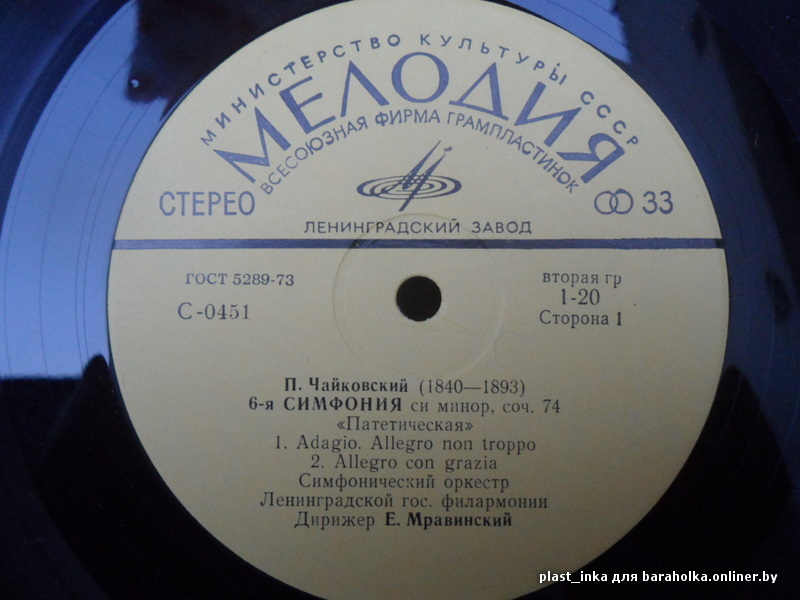 МИНИСТЕРСТВО КУЛЬТУРЫ СССР
МЕЛОДИЯ
ВСЕСОЮЗНАЯ ФИРМА ГРАМПЛАСТИНОК
СТЕРЕО
33
ЛЕНИНГРАДСКИЙ ЗАВОД
ГОСТ 5289-73
С-0451
вторая гр
1-20
Сторона 1
П. Чайковский (1840—1893)
6-я СИМФОНИЯ си минор, соч. 74
«Патетическая»
1. Adagio. Allegro non troppo
2. Allegro con grazia
Симфонический оркестр
Ленинградской гос. филармонии
Дирижер Е. Мравинский
plast_inka для baraholka.onliner.by